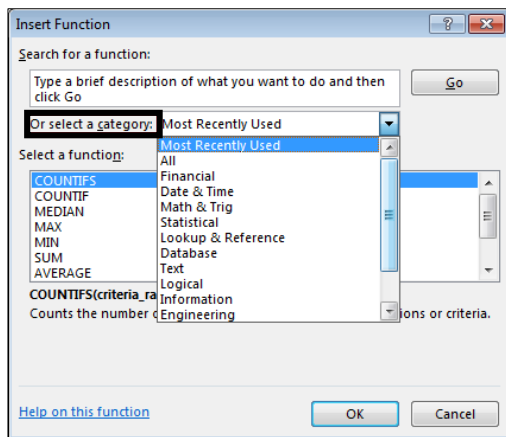 Insert Function
Search for a function:
Type a brief description of what you want to do and then
click Go
Go
Or select a category:
Most Recently Used
Most Recently Used
All
Financial
Date & Time
Math & Trig
Statistical
Lookup & Reference
Database
Text
Logical
Information
Engineering
Select a function:
COUNTIFS
COUNTIF
MEDIAN
MAX
MIN
SUM
AVERAGE
COUNTIFS(criteria_ra
Counts the number
ions or criteria.
Help on this function
OK
Cancel